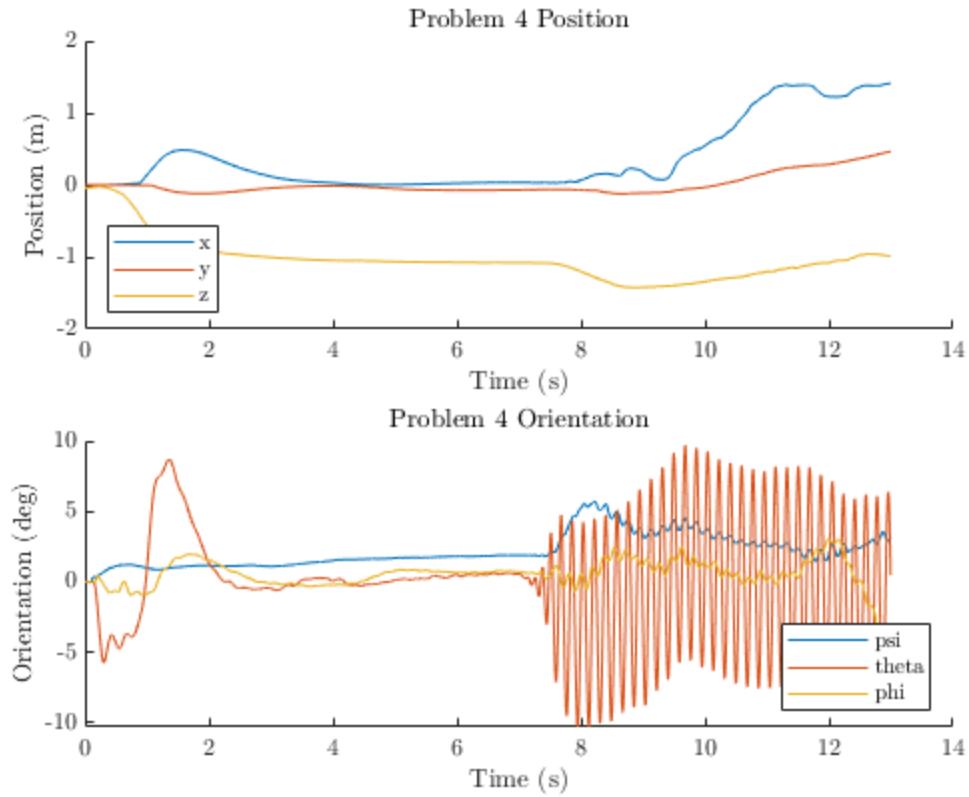 Problem 4 Position
Position (m)
2
1
0
-1
-2
x
y
z
0 2 4 6 8 10 12 14
Time (s)
Problem 4 Orientation
Orientation (deg)
10
5
0
-5
-10
psi
theta
phi
0 2 4 6 8 10 12 14
Time (s)